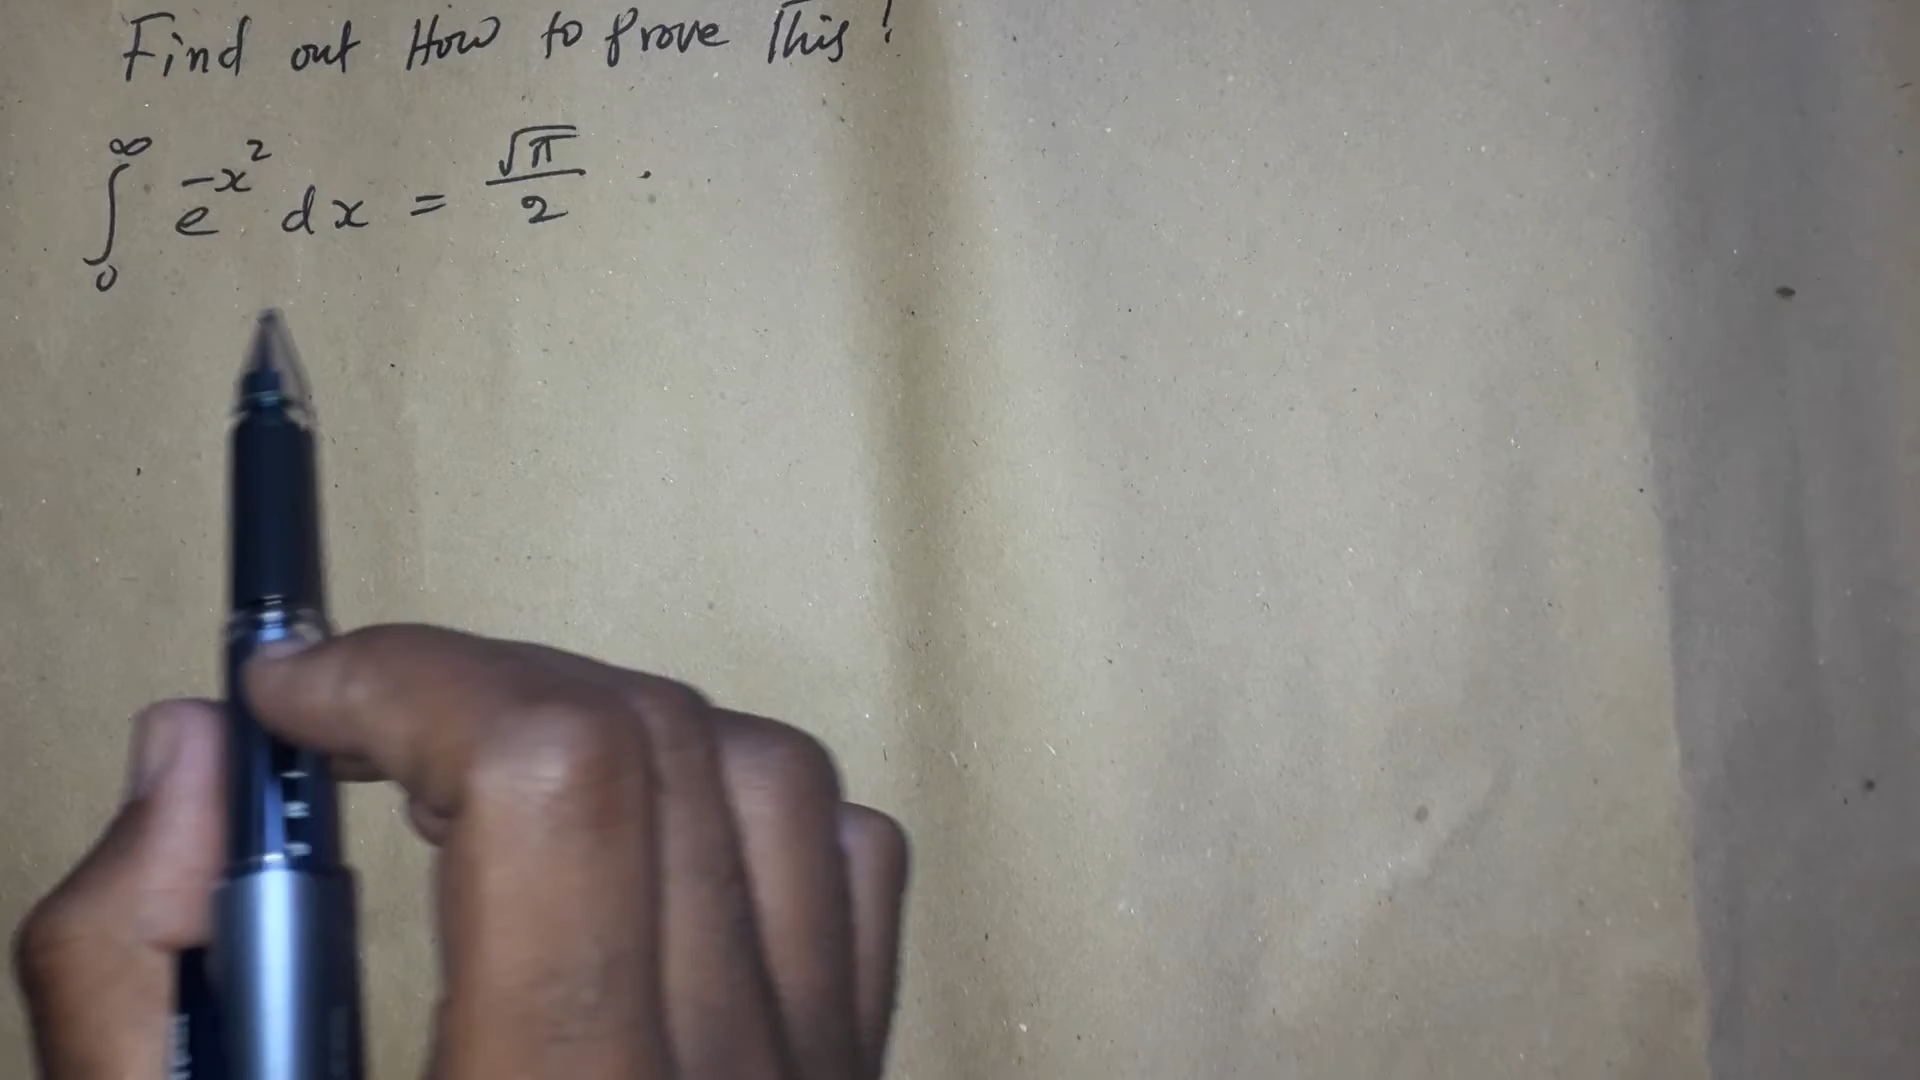 Find out How to prove This!
∫₀^∞ e^(-x²) dx = √π/2 .